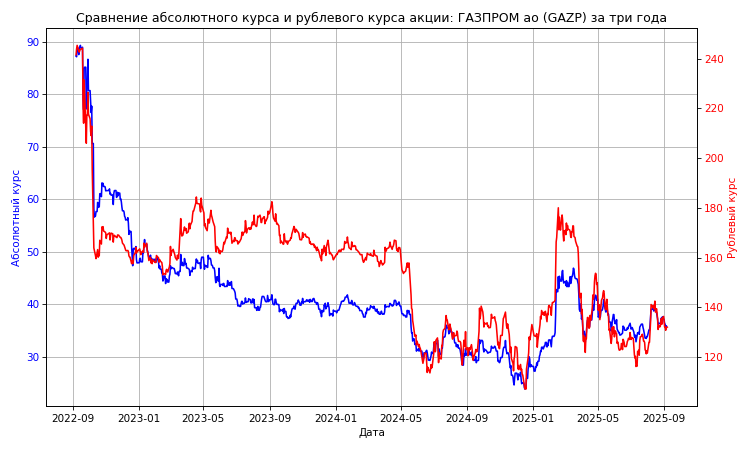 Сравнение абсолютного курса и рублевого курса акции: ГАЗПРОМ ао (GAZP) за три года
90
80
70
60
50
40
30
Абсолютный курс
240
220
200
180
160
140
120
Рублевый курс
2022-09 2023-01 2023-05 2023-09 2024-01 2024-05 2024-09 2025-01 2025-05 2025-09
Дата